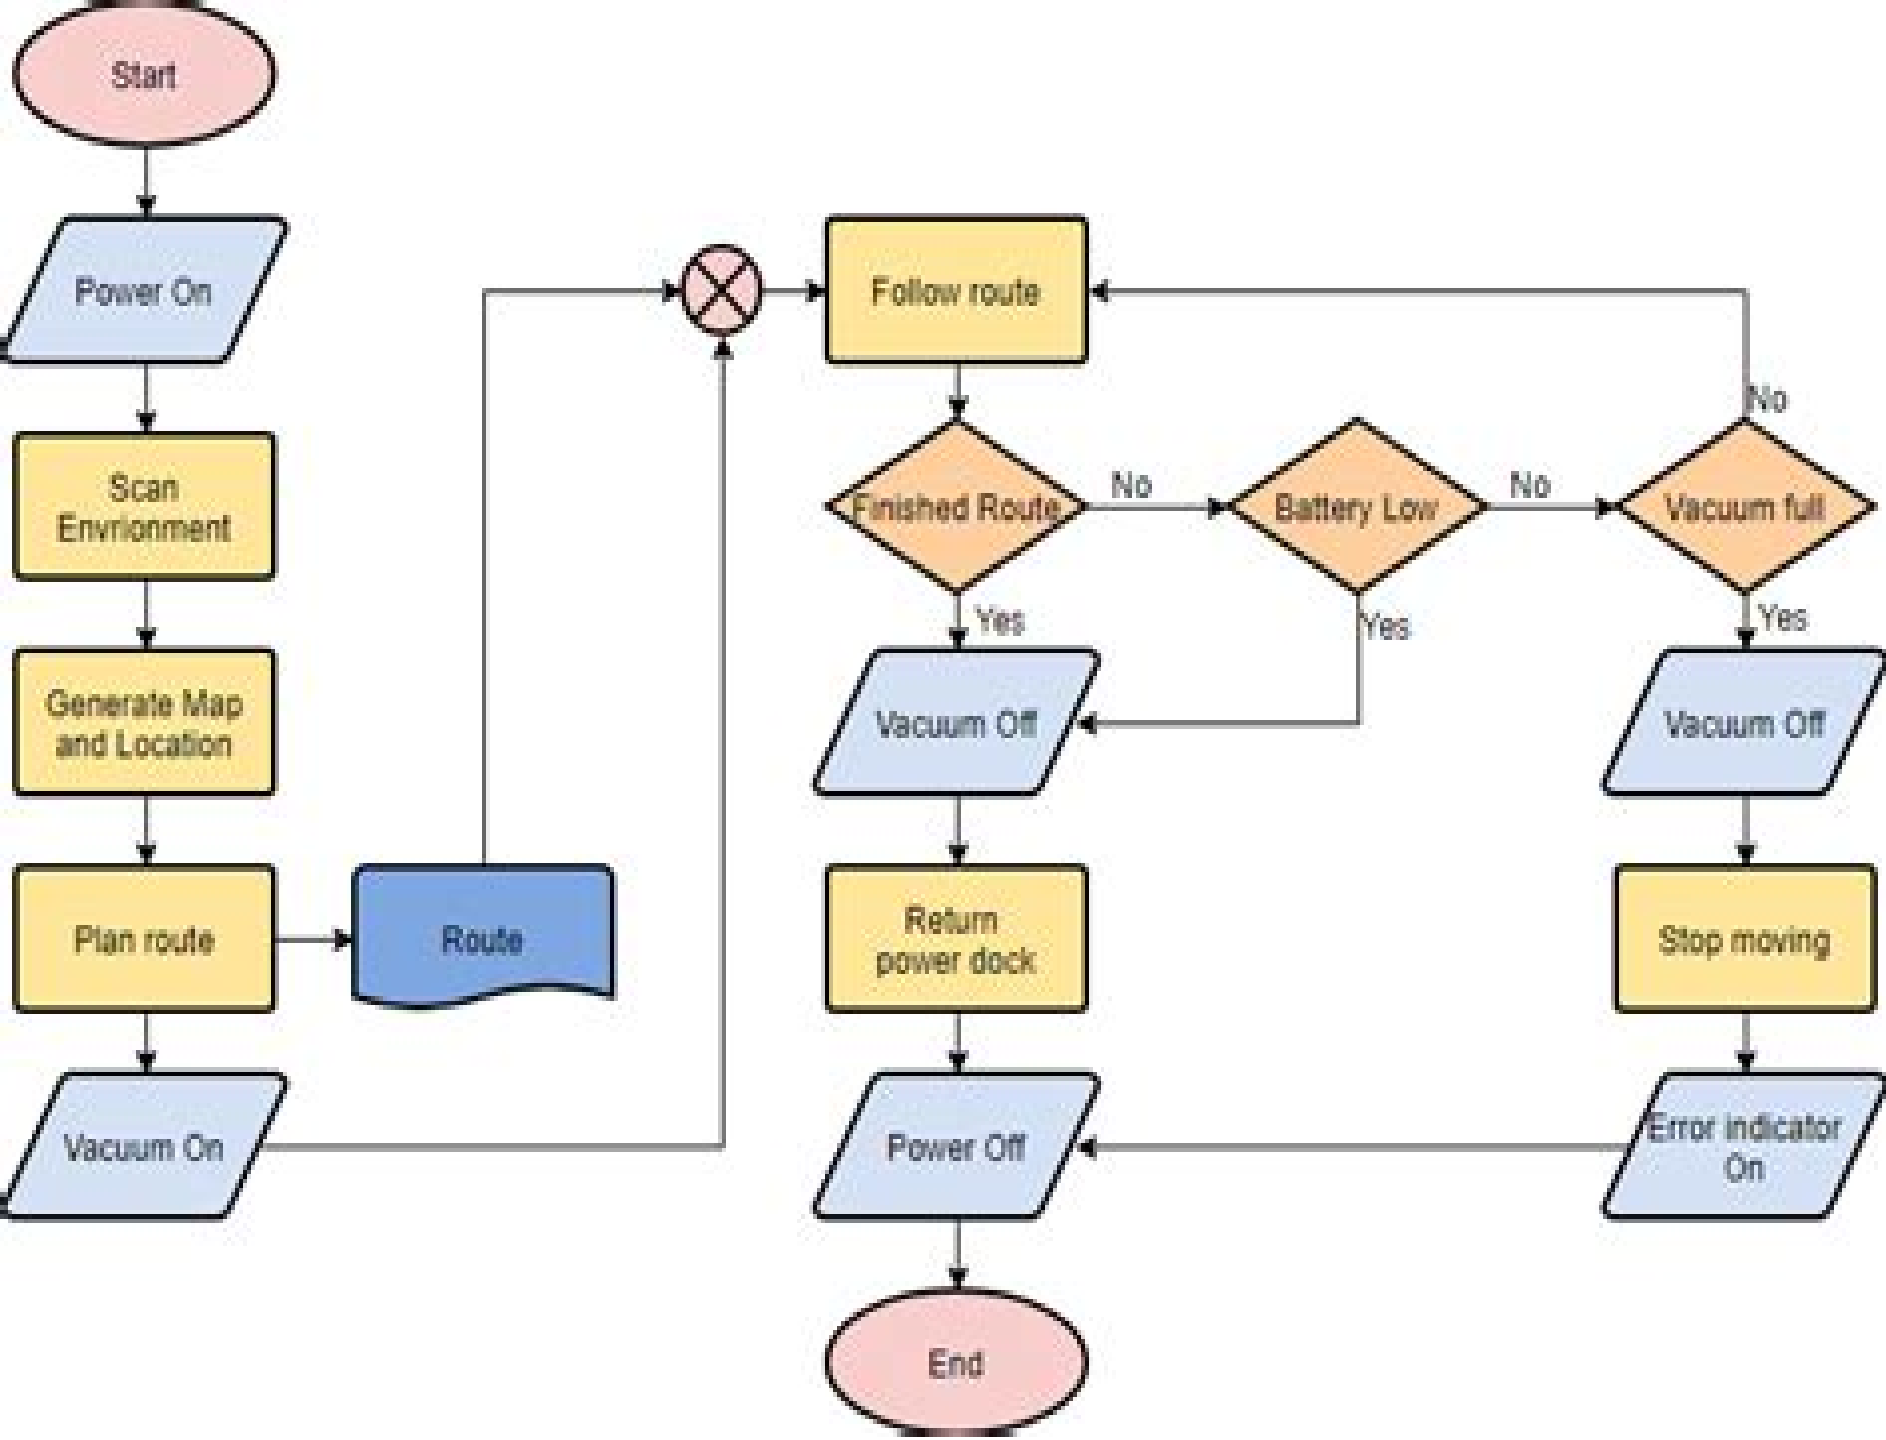 Start
Power On
Scan
Envrionment
Generate Map
and Location
Plan route
Route
Vacuum On
Follow route
Finished Route
No
Battery Low
No
Vacuum full
No
Yes
Yes
Yes
Vacuum Off
Vacuum Off
Return
power dock
Stop moving
Power Off
Error indicator
On
End